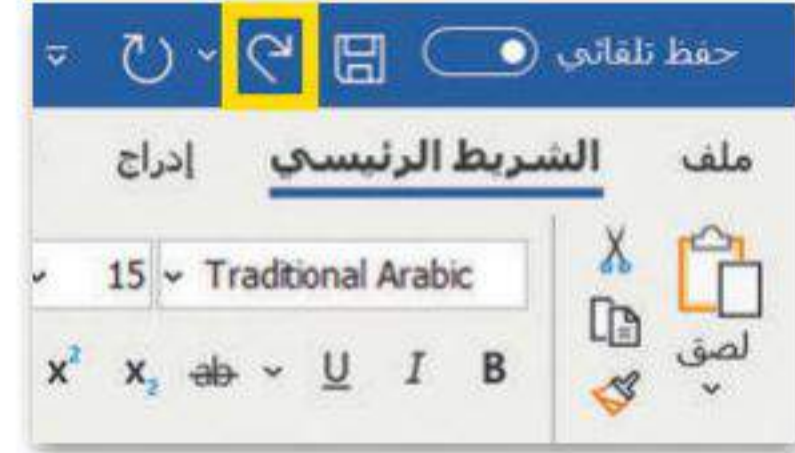 حفظ تلقائي
ملف الشريط الرئيسي إدراج
Traditional Arabic 15
لصق
B I U ab x₂ x²